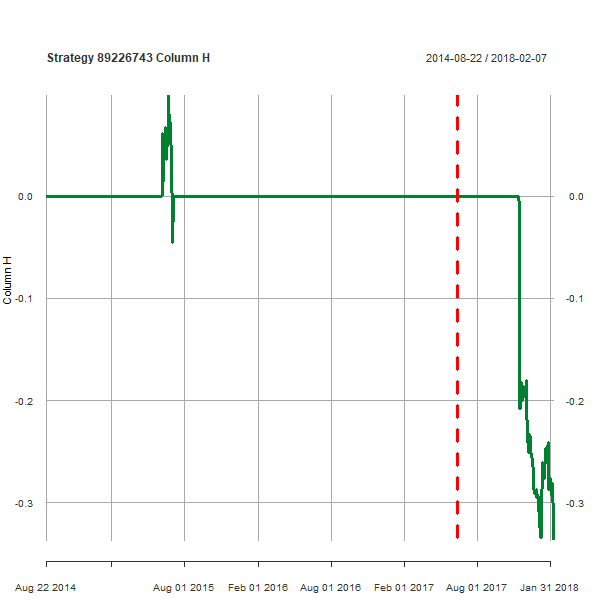 Strategy 89226743 Column H
2014-08-22 / 2018-02-07
Column H
0.0
-0.1
-0.2
-0.3
0.0
-0.1
-0.2
-0.3
Aug 22 2014
Aug 01 2015
Feb 01 2016
Aug 01 2016
Feb 01 2017
Aug 01 2017
Jan 31 2018